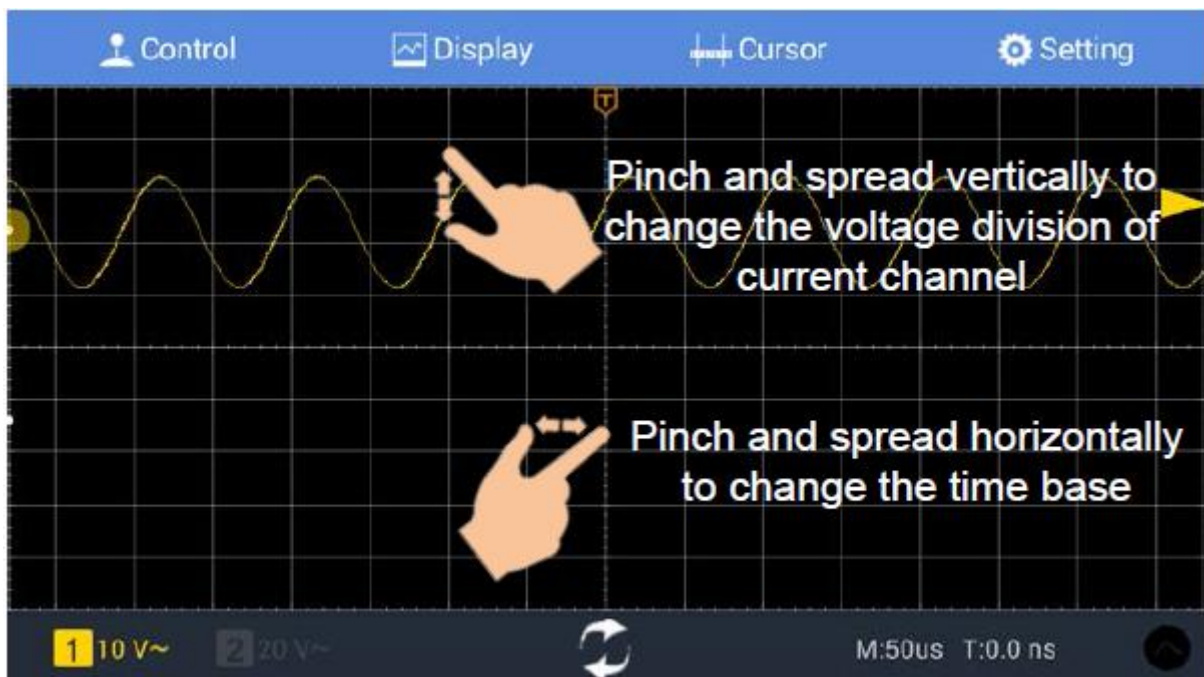 Control Display Cursor Setting
T
Pinch and spread vertically to
change the voltage division of
current channel
Pinch and spread horizontally
to change the time base
1 10 V~ 2 20 V~ M:50us T:0.0 ns